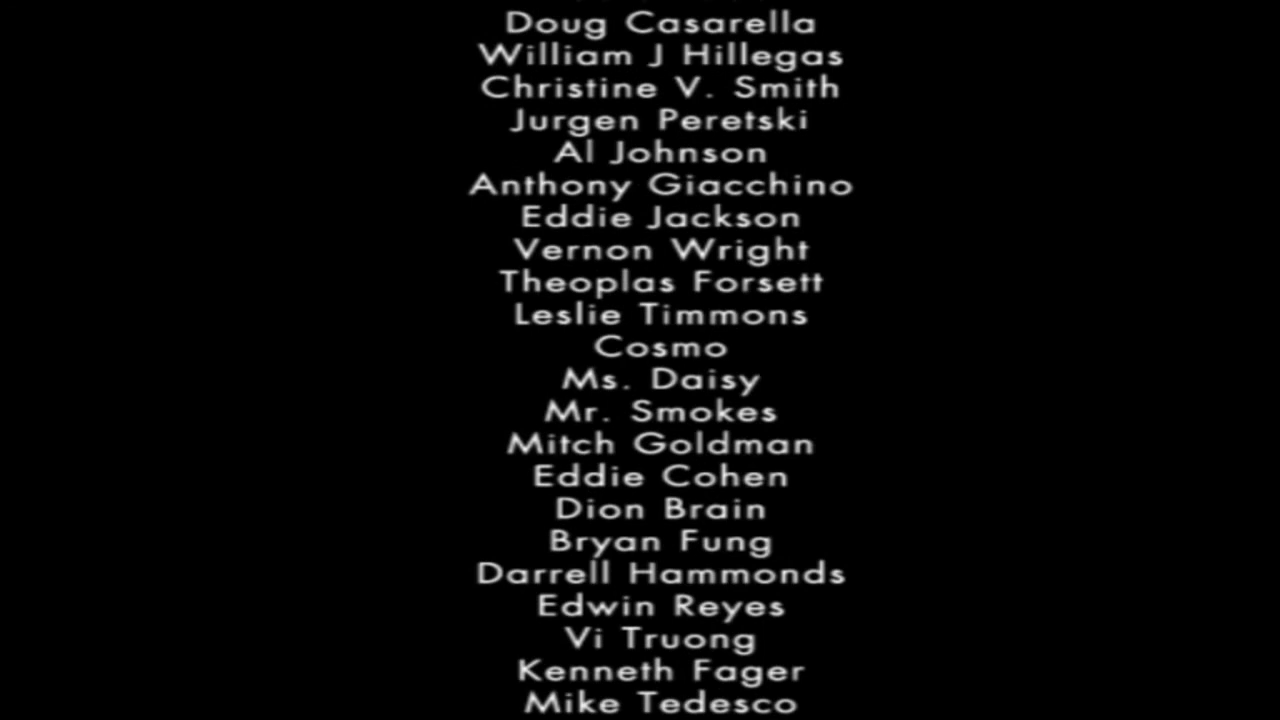 Doug Casarella
William J Hillegas
Christine V. Smith
Jurgen Peretski
Al Johnson
Anthony Giacchino
Eddie Jackson
Vernon Wright
Theoplas Forsett
Leslie Timmons
Cosmo
Ms. Daisy
Mr. Smokes
Mitch Goldman
Eddie Cohen
Dion Brain
Bryan Fung
Darrell Hammonds
Edwin Reyes
Vi Truong
Kenneth Fager
Mike Tedesco